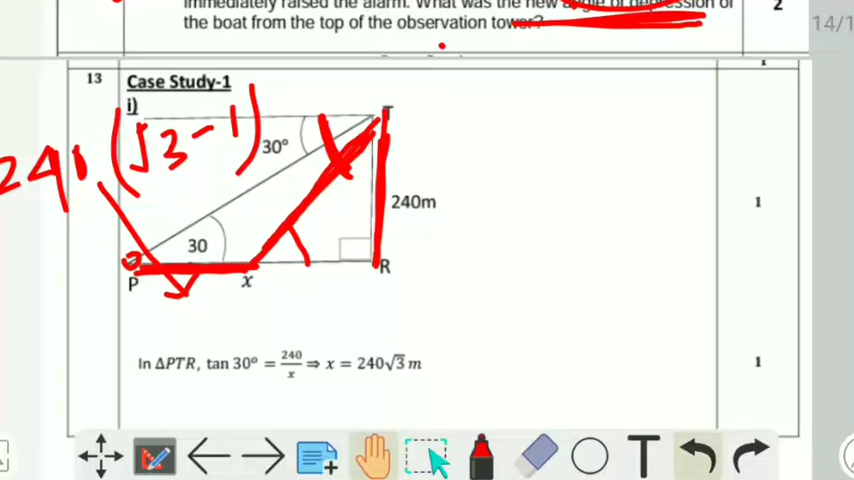 immediately raised the alarm. What was the new angle of depression of
2
the boat from the top of the observation tower?
14/1
1
13
Case Study-1
i)
T
240 (√3-1)
30°
240m
1
30
R
P
x
In ΔPTR, tan 30° = 240/x ⇒ x = 240√3 m
1
T